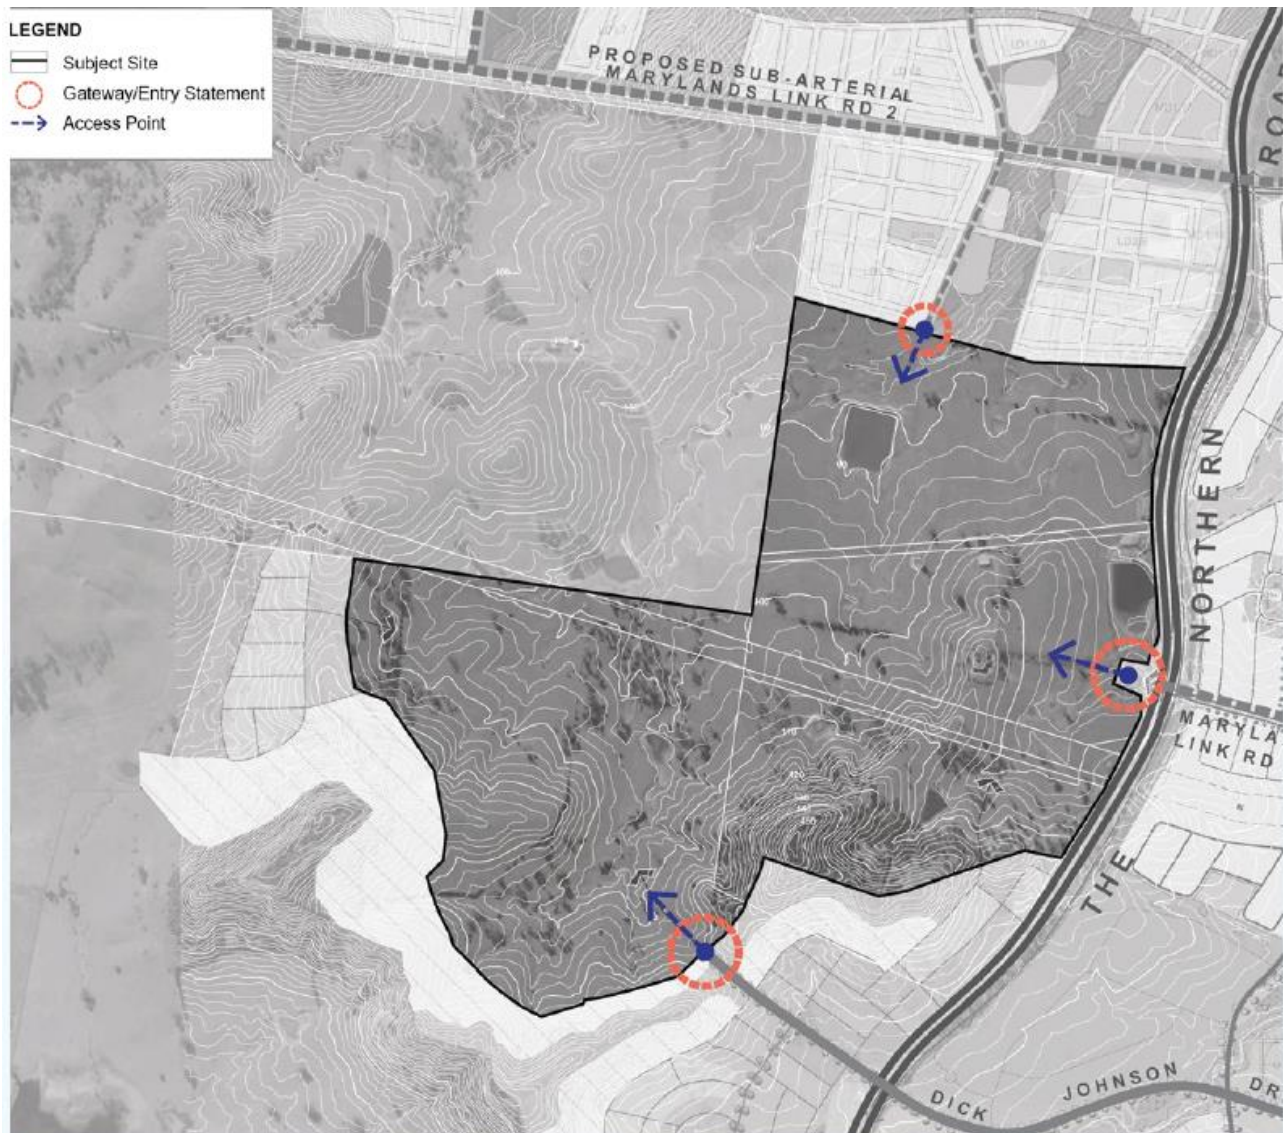 LEGEND
Subject Site
Gateway/Entry Statement
Access Point
PROPOSED SUB-ARTERIAL
MARYLANDS LINK RD 2
THE NORTHERN ROAD
MARYLA
LINK RD
DICK JOHNSON DR